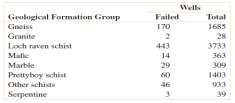 Wells
Geological Formation Group Failed Total
Gneiss 170 1685
Granite 2 28
Loch raven schist 443 3733
Mafic 14 363
Marble 29 309
Prettyboy schist 60 1403
Other schists 46 933
Serpentine 3 39